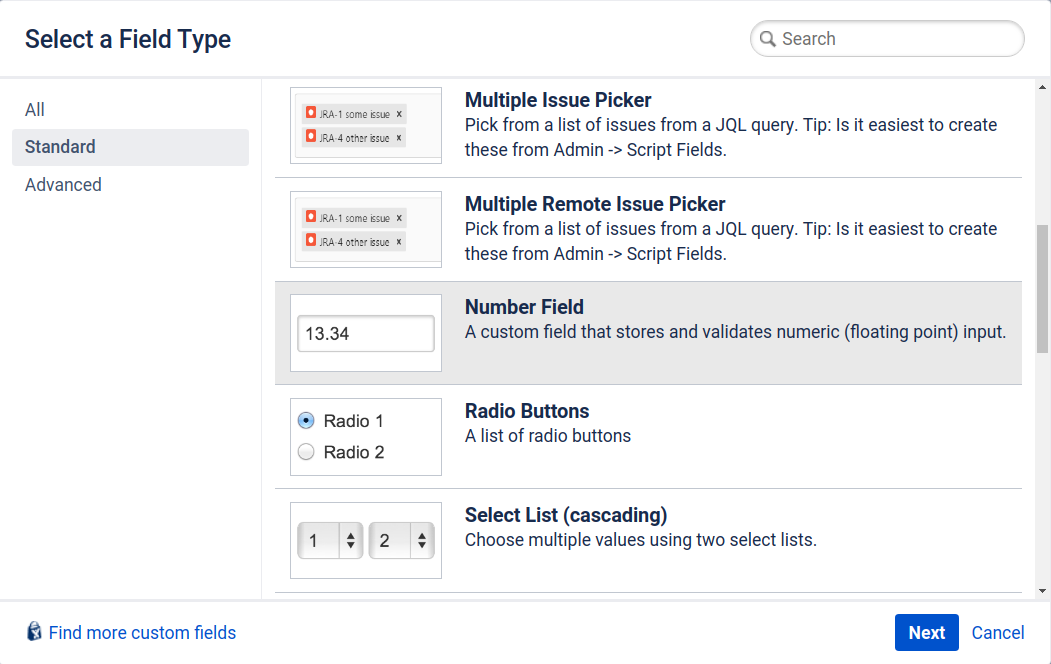 Select a Field Type
Search
All
Standard
Advanced
JRA-1 some issue x
JRA-4 other issue x
Multiple Issue Picker
Pick from a list of issues from a JQL query. Tip: Is it easiest to create
these from Admin -> Script Fields.
JRA-1 some issue x
JRA-4 other issue x
Multiple Remote Issue Picker
Pick from a list of issues from a JQL query. Tip: Is it easiest to create
these from Admin -> Script Fields.
13.34
Number Field
A custom field that stores and validates numeric (floating point) input.
Radio 1
Radio 2
Radio Buttons
A list of radio buttons
1 2
Select List (cascading)
Choose multiple values using two select lists.
Find more custom fields
Next Cancel